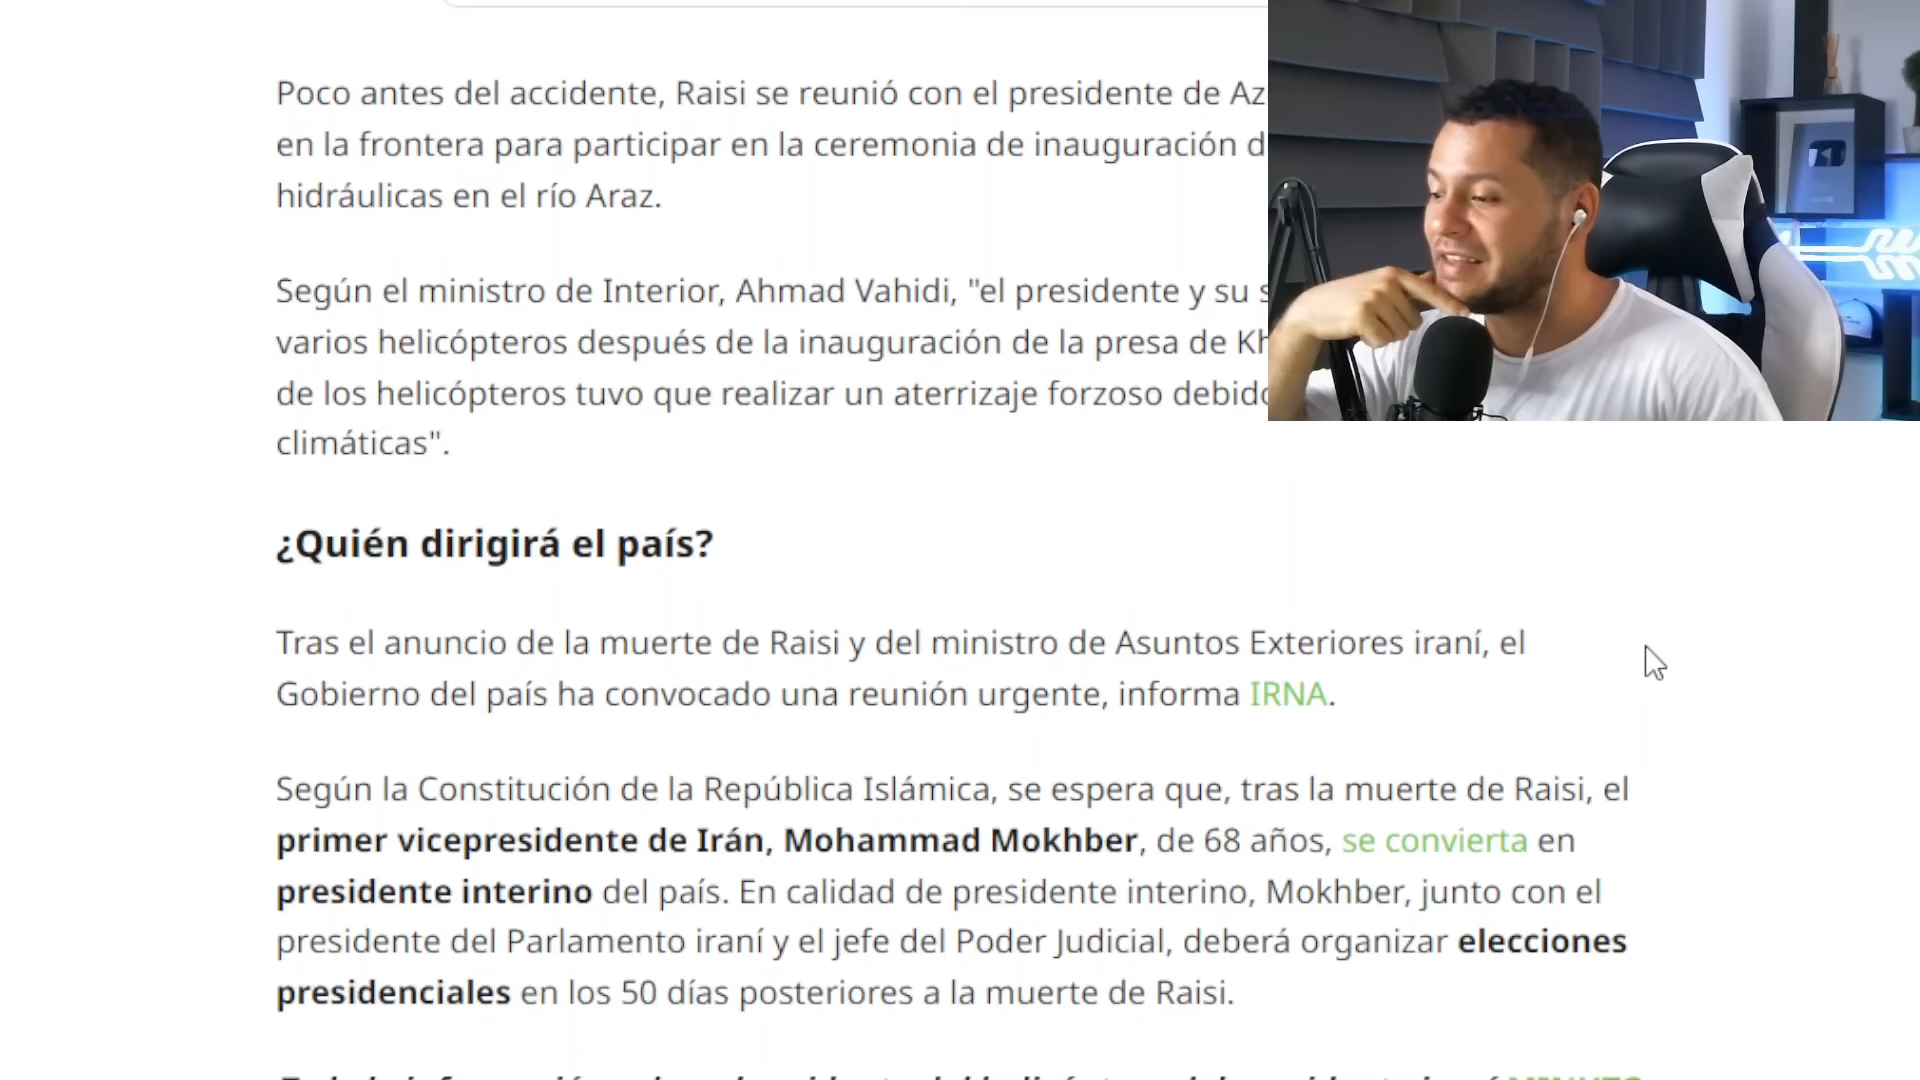 Poco antes del accidente, Raisi se reunió con el presidente de Az
en la frontera para participar en la ceremonia de inauguración d
hidráulicas en el río Araz.
Según el ministro de Interior, Ahmad Vahidi, "el presidente y su s
varios helicópteros después de la inauguración de la presa de Kh
de los helicópteros tuvo que realizar un aterrizaje forzoso debido
climáticas".
¿Quién dirigirá el país?
Tras el anuncio de la muerte de Raisi y del ministro de Asuntos Exteriores iraní, el
Gobierno del país ha convocado una reunión urgente, informa IRNA.
Según la Constitución de la República Islámica, se espera que, tras la muerte de Raisi, el
primer vicepresidente de Irán, Mohammad Mokhber, de 68 años, se convierta en
presidente interino del país. En calidad de presidente interino, Mokhber, junto con el
presidente del Parlamento iraní y el jefe del Poder Judicial, deberá organizar elecciones
presidenciales en los 50 días posteriores a la muerte de Raisi.